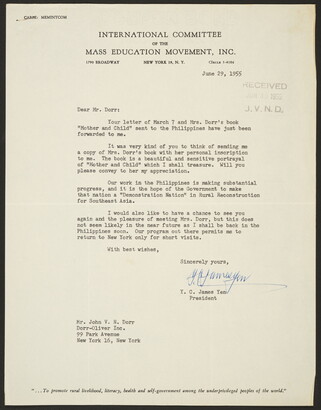 CABLE: MEMINTCOM
INTERNATIONAL COMMITTEE
OF THE
MASS EDUCATION MOVEMENT, INC.
1790 BROADWAY NEW YORK 19, N. Y.
June 29, 1955
RECEIVED
J.V.N.D.
Dear Mr. Dorr:
Your letter of March 7 and Mrs. Dorr's book
"Mother and Child" sent to the Philippines have just been
forwarded to me.
It was very kind of you to think of sending me
a copy of Mrs. Dorr's book with her personal inscription
to me. The book is a beautiful and sensitive portrayal
of "Mother and Child" which I shall treasure. Will you
please convey to her my appreciation.
Our work in the Philippines is making substantial
progress, and it is the hope of the Government to make
that nation a "Demonstration Nation" in Rural Reconstruction
for Southeast Asia.
I would also like to have a chance to see you
again and the pleasure of meeting Mrs. Dorr, but this does
not seem likely in the near future as I shall be back in the
Philippines soon. Our program out there permits me to
return to New York only for short visits.
With best wishes,
Sincerely yours,
Y. C. James Yen
President
Mr. John V. N. Dorr
Dorr-Oliver Inc.
99 Park Avenue
New York 16, New York
"...To promote rural livelihood, literacy, health and self-government among the underprivileged peoples of the world."